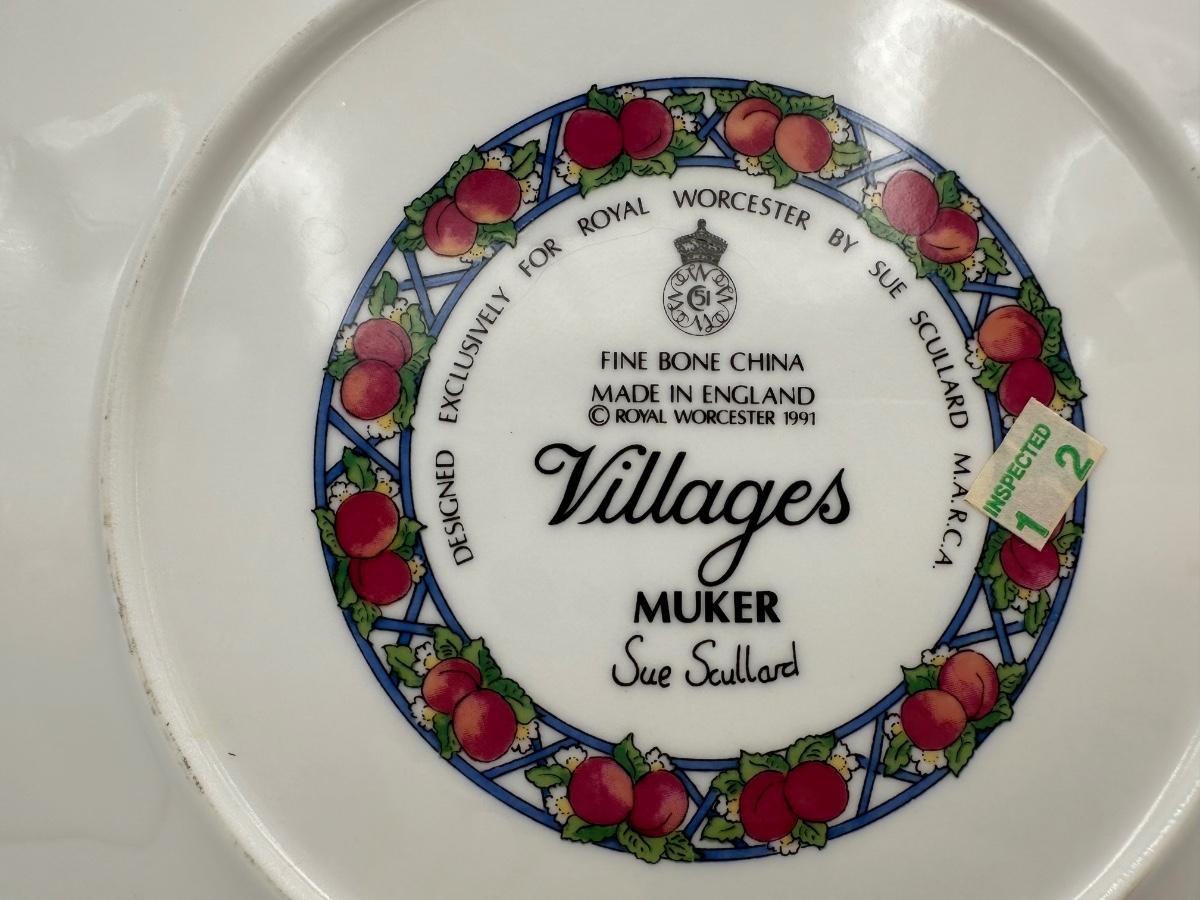 DESIGNED EXCLUSIVELY FOR ROYAL WORCESTER BY SUE SCULLARD M.A.R.C.A.
51
FINE BONE CHINA
MADE IN ENGLAND
© ROYAL WORCESTER 1991
Villages
MUKER
Sue Scullard
INSPECTED
1 2